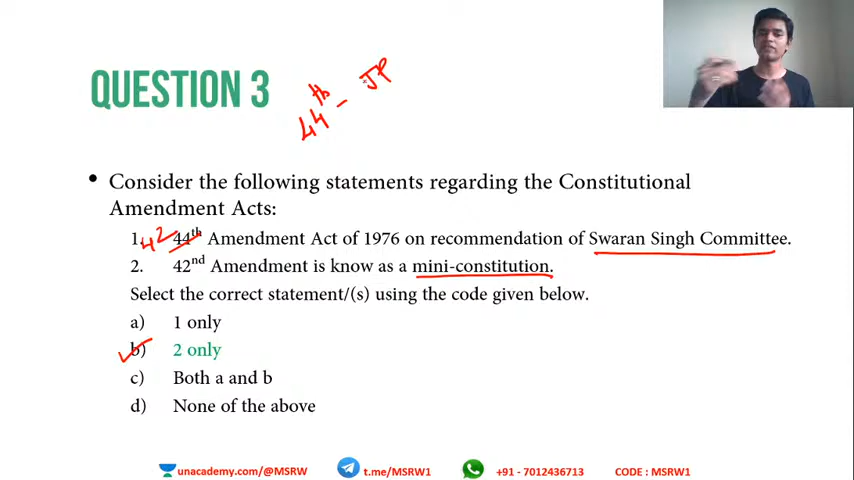 QUESTION 3
44th - JP
• Consider the following statements regarding the Constitutional
Amendment Acts:
1. 42 44th Amendment Act of 1976 on recommendation of Swaran Singh Committee.
2. 42nd Amendment is know as a mini-constitution.
Select the correct statement/(s) using the code given below.
a) 1 only
b) 2 only
c) Both a and b
d) None of the above
unacademy.com/@MSRW t.me/MSRW1 +91 - 7012436713 CODE : MSRW1